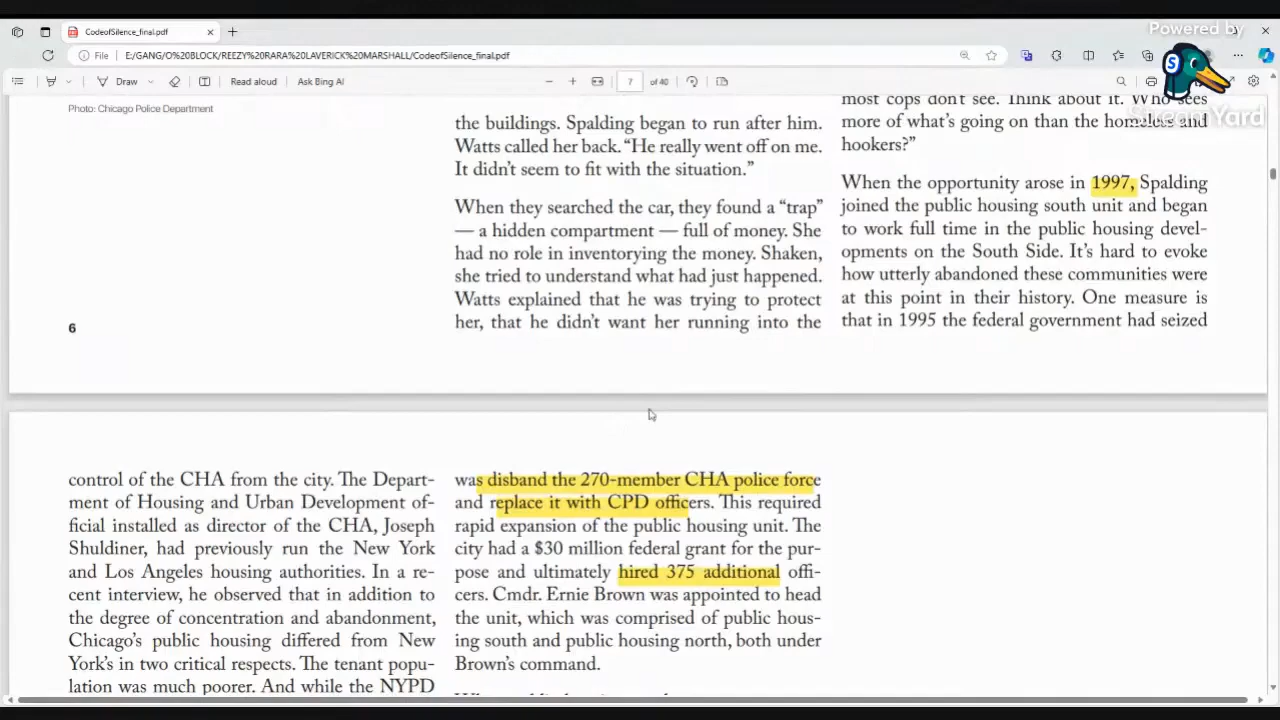 Powered by
StreamYard
CodeofSilence_final.pdf
File
E:/GANG/O%20BLOCK/REEZY%20RARA%20LAVERICK%20MARSHALL/CodeofSilence_final.pdf
Draw
Read aloud
Ask Bing AI
7
of 40
Photo: Chicago Police Department
the buildings. Spalding began to run after him.
Watts called her back. “He really went off on me.
It didn’t seem to fit with the situation.”
When they searched the car, they found a “trap”
— a hidden compartment — full of money. She
had no role in inventorying the money. Shaken,
she tried to understand what had just happened.
Watts explained that he was trying to protect
her, that he didn’t want her running into the
most cops don’t see. Think about it. Who sees
more of what’s going on than the homeless and
hookers?”
When the opportunity arose in 1997, Spalding
joined the public housing south unit and began
to work full time in the public housing devel-
opments on the South Side. It’s hard to evoke
how utterly abandoned these communities were
at this point in their history. One measure is
that in 1995 the federal government had seized
6
control of the CHA from the city. The Depart-
ment of Housing and Urban Development of-
ficial installed as director of the CHA, Joseph
Shuldiner, had previously run the New York
and Los Angeles housing authorities. In a re-
cent interview, he observed that in addition to
the degree of concentration and abandonment,
Chicago’s public housing differed from New
York’s in two critical respects. The tenant popu-
lation was much poorer. And while the NYPD
was disband the 270-member CHA police force
and replace it with CPD officers. This required
rapid expansion of the public housing unit. The
city had a $30 million federal grant for the pur-
pose and ultimately hired 375 additional offi-
cers. Cmdr. Ernie Brown was appointed to head
the unit, which was comprised of public hous-
ing south and public housing north, both under
Brown’s command.